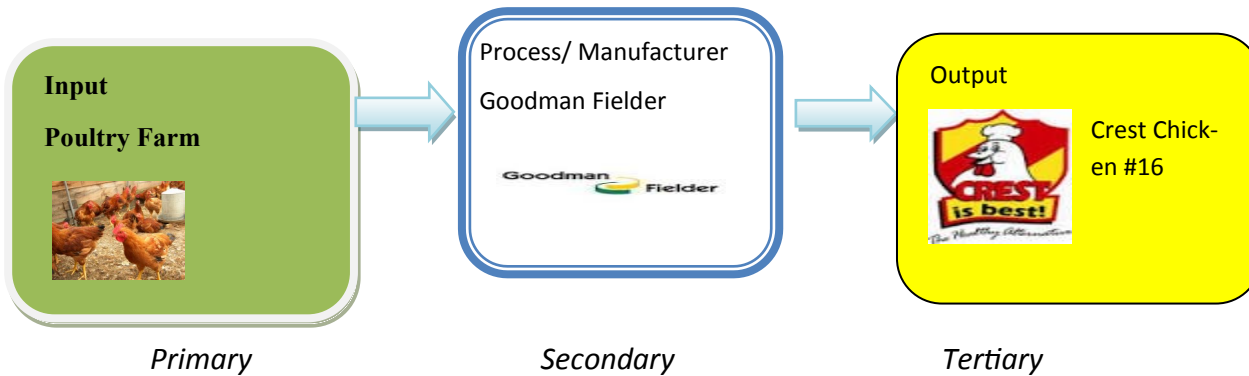 Input
Poultry Farm
Process/ Manufacturer
Goodman Fielder
Goodman
Fielder
Output
CREST
is best!
The Healthy Alternative
Crest Chick-
en #16
Primary
Secondary
Tertiary